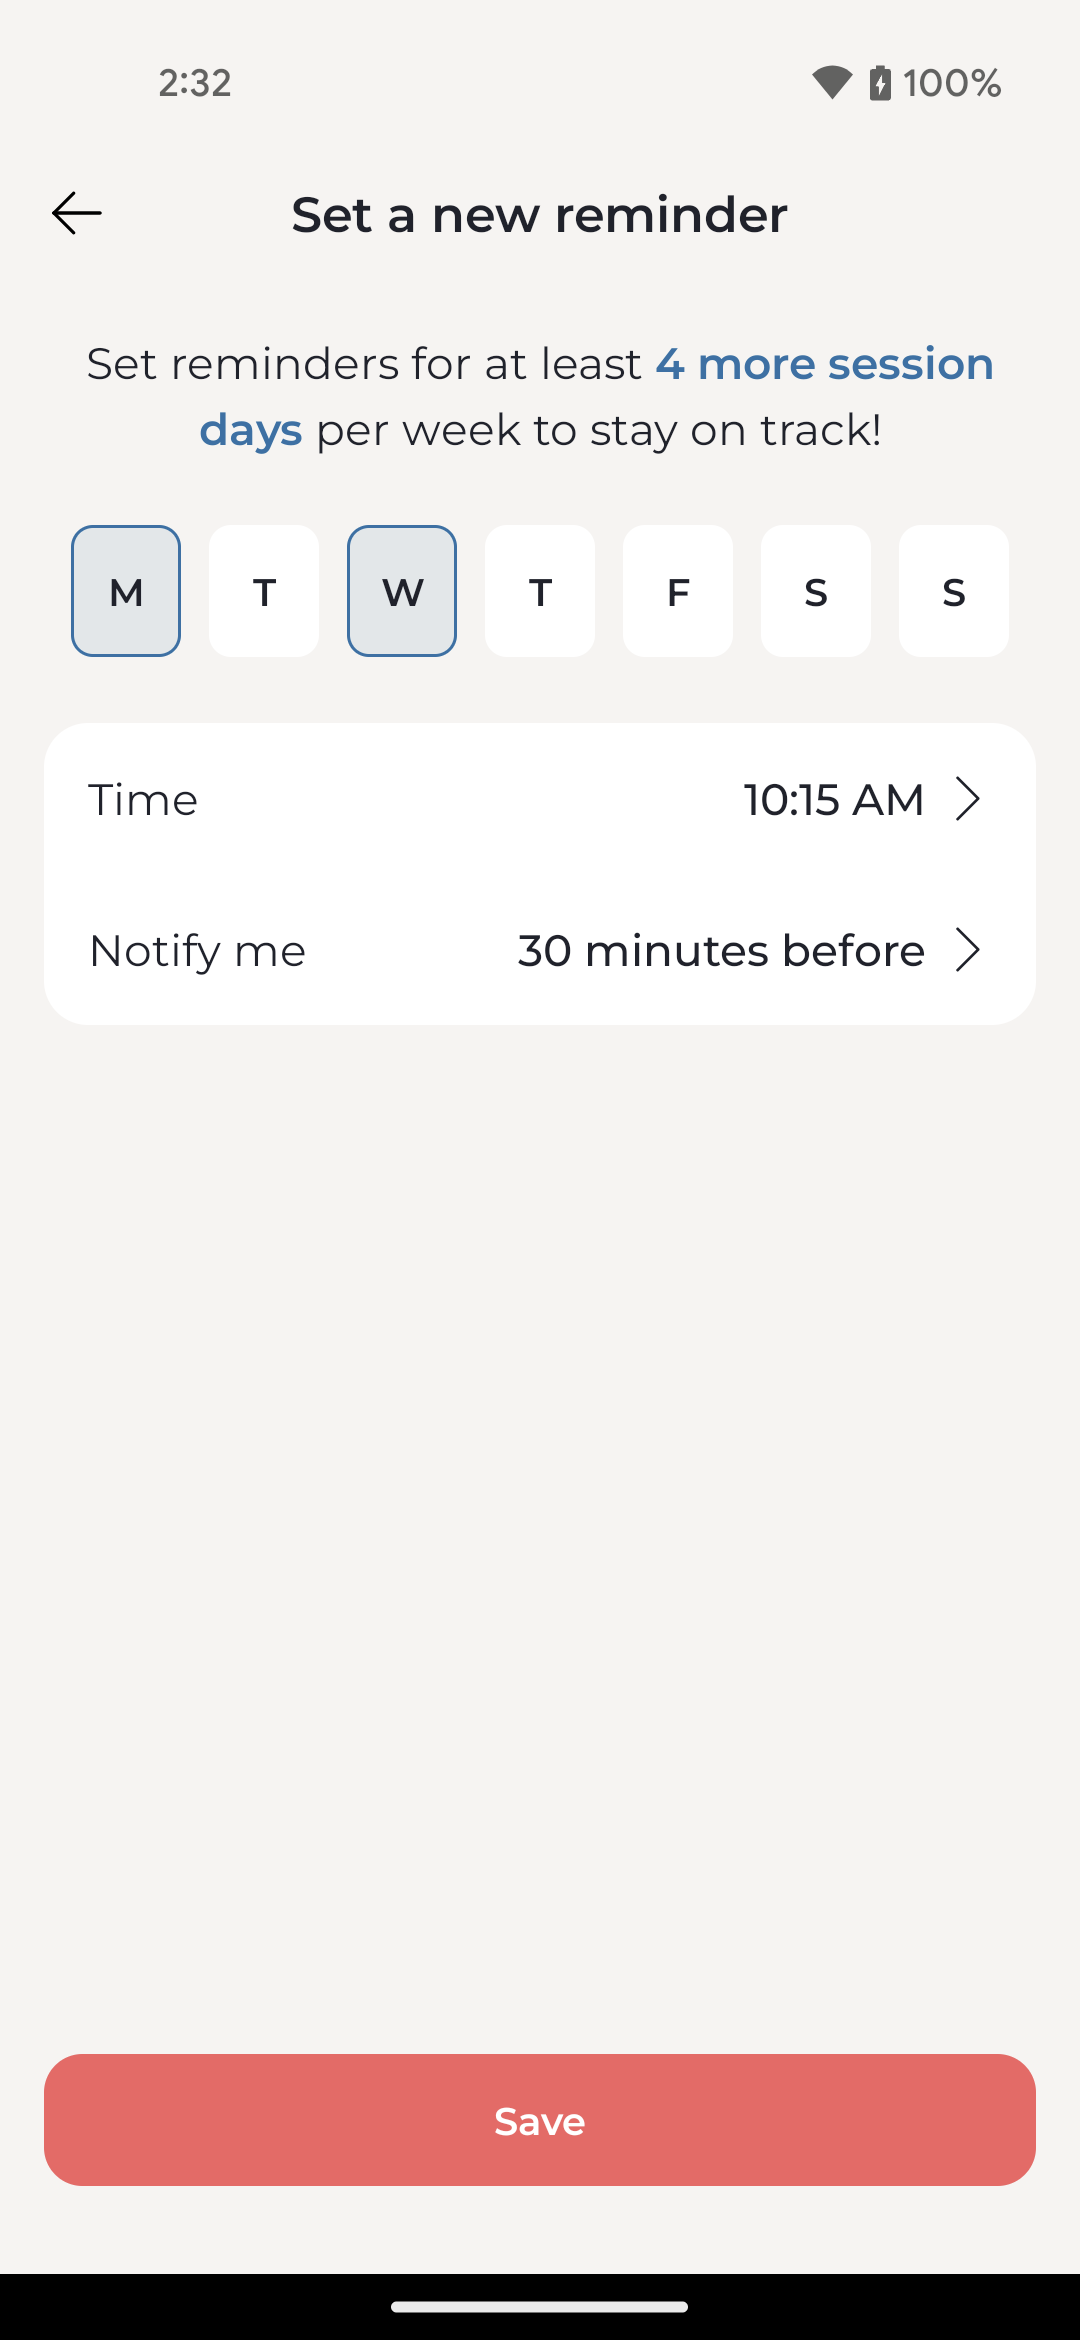 2:32 100%
Set a new reminder
Set reminders for at least 4 more session
days per week to stay on track!
M T W T F S S
Time 10:15 AM
Notify me 30 minutes before
Save